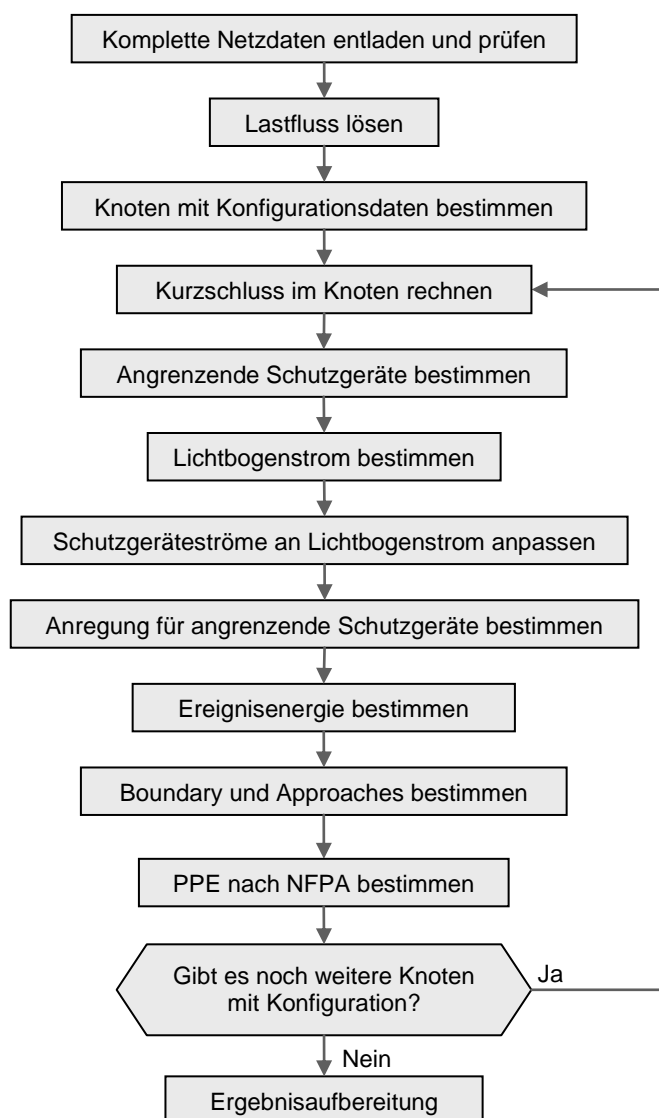 Komplette Netzdaten entladen und prüfen
Lastfluss lösen
Knoten mit Konfigurationsdaten bestimmen
Kurzschluss im Knoten rechnen
Angrenzende Schutzgeräte bestimmen
Lichtbogenstrom bestimmen
Schutzgeräteströme an Lichtbogenstrom anpassen
Anregung für angrenzende Schutzgeräte bestimmen
Ereignisenergie bestimmen
Boundary und Approaches bestimmen
PPE nach NFPA bestimmen
Gibt es noch weitere Knoten
mit Konfiguration?
Ja
Nein
Ergebnisaufbereitung